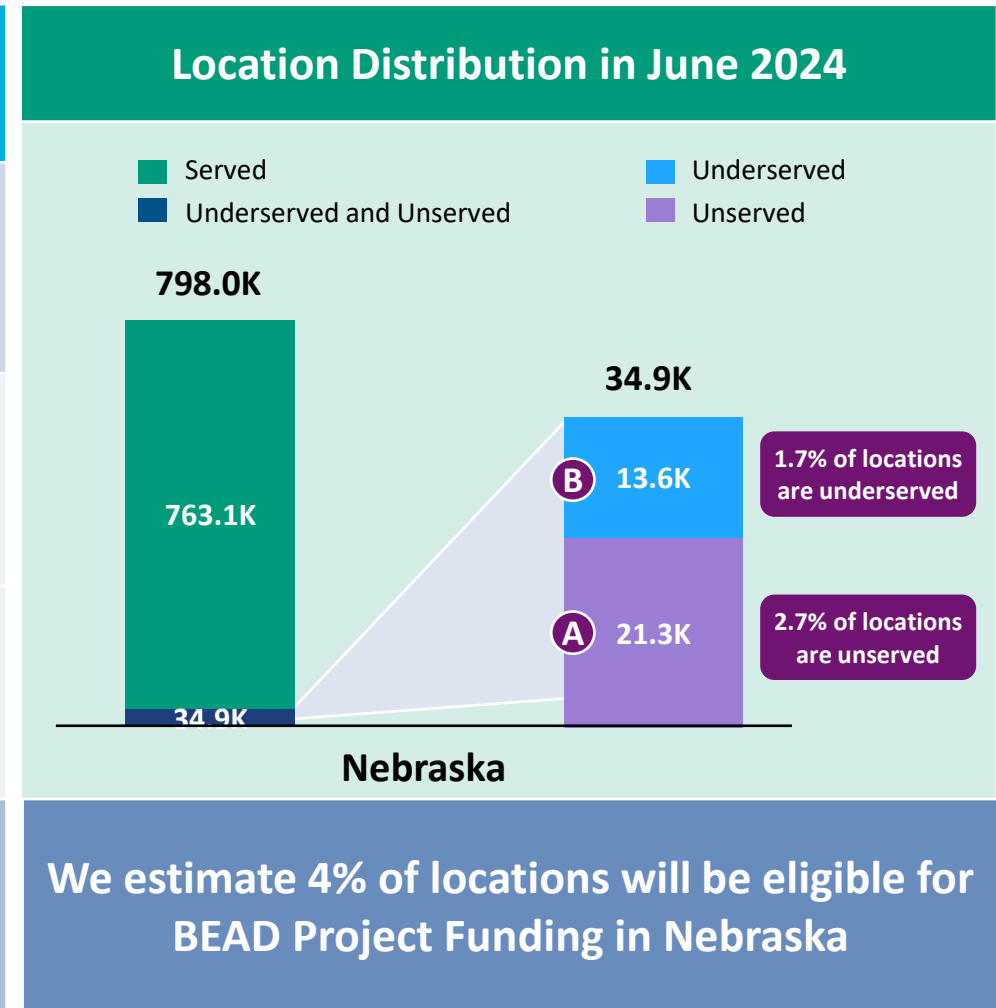 Location Distribution in June 2024
Served
Underserved
Underserved and Unserved
Unserved
798.0K
763.1K
34.9K
34.9K
B
13.6K
1.7% of locations
are underserved
A
21.3K
2.7% of locations
are unserved
Nebraska
We estimate 4% of locations will be eligible for
BEAD Project Funding in Nebraska